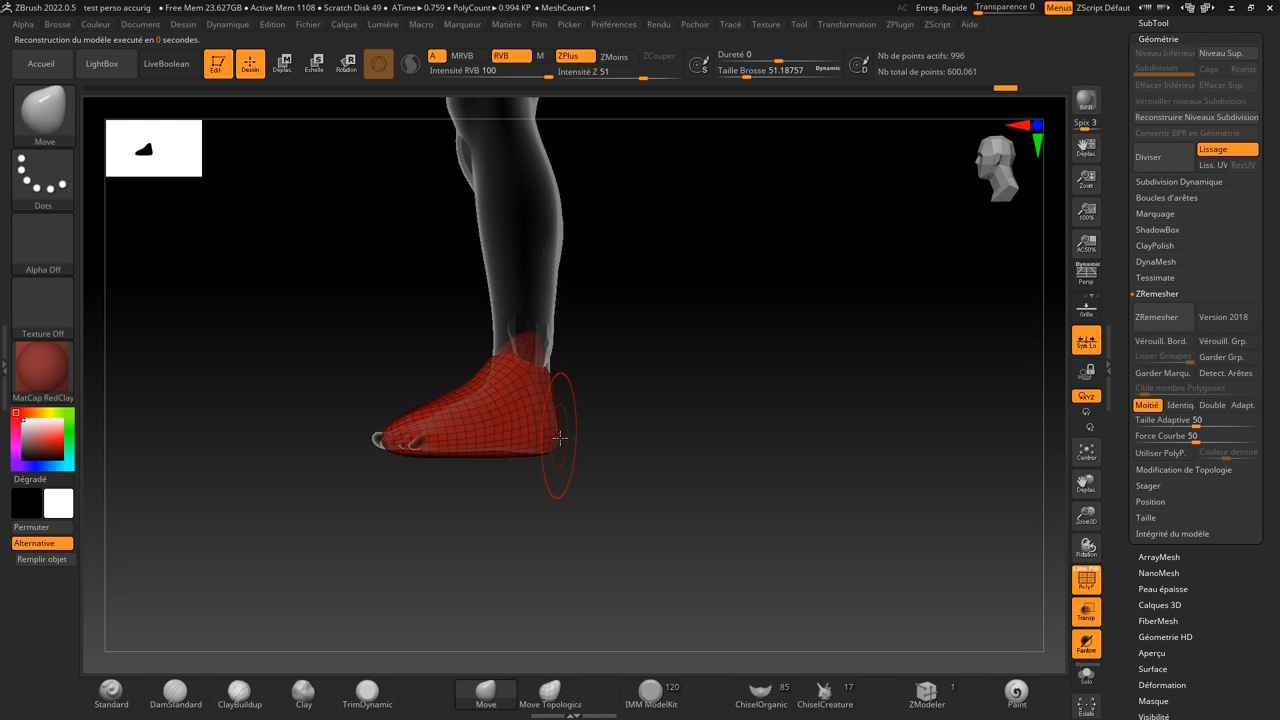 ZBrush 2022.0.5 test perso accurig ● Free Mem 23.627GB ● Active Mem 1108 ● Scratch Disk 49 ● ATime►0.759 ● PolyCount►0.994 KP ● MeshCount►1 AC Enreg. Rapide Transparence 0 Menus ZScript Défaut
Alpha Brosse Couleur Document Dessin Dynamique Edition Fichier Calque Lumière Macro Marqueur Matière Film Picker Préférences Rendu Pochoir Tracé Texture Tool Transformation ZPlugin ZScript Aide
Reconstruction du modèle executé en 0 secondes.
Accueil LightBox LiveBoolean Edit Dessin Déplac. Echelle Rotation
A MRVB RVB M ZPlus ZMoins ZCouper
Intensité RVB 100 Intensité Z 51
Dureté 0
Taille Brosse 51.18757 Dynamic
Nb de points actifs: 996
Nb total de points: 600,061
Move
Dots
Alpha Off
Texture Off
MatCap RedClay
Dégradé
Permuter
Alternative
Remplir objet
BPR
Spix 3
Déplac.
Zoom
100%
AC50%
Dynamic
Persp
Grille
Sym. Lo
XYZ
Centrer
Déplac.
Zoom3D
Rotation
Line Fill
PolyF
Transp
Fantom
Dynamic
Solo
Eclaté
SubTool
Géométrie
Niveau Inférieur Niveau Sup.
Subdivision Cage Rconst
Effacer Inférieur Effacer Sup.
Vérouiller niveaux Subdivision
Reconstruire Niveaux Subdivision
Convertir BPR en Géométrie
Diviser Lissage
Liss. UV RecUV
Subdivision Dynamique
Boucles d'arêtes
Marquage
ShadowBox
ClayPolish
DynaMesh
Tessimate
ZRemesher
ZRemesher Version 2018
Vérouill. Bord. Vérouill. Grp.
Lisser Groupes Garder Grp.
Garder Marqu. Détect. Arêtes
Cible nombre Polygones
Moitié Identiq. Double Adapt.
Taille Adaptive 50
Force Courbe 50
Utiliser PolyP. Couleur densité
Modification de Topologie
Stager
Position
Taille
Intégrité du modèle
ArrayMesh
NanoMesh
Peau épaisse
Calques 3D
FiberMesh
Géometrie HD
Aperçu
Surface
Déformation
Masque
Visibilité
Standard DamStandard ClayBuildup Clay TrimDynamic Move Move Topologica IMM ModelKit 120 ChiselOrganic 85 ChiselCreature 17 ZModeler 1 Paint